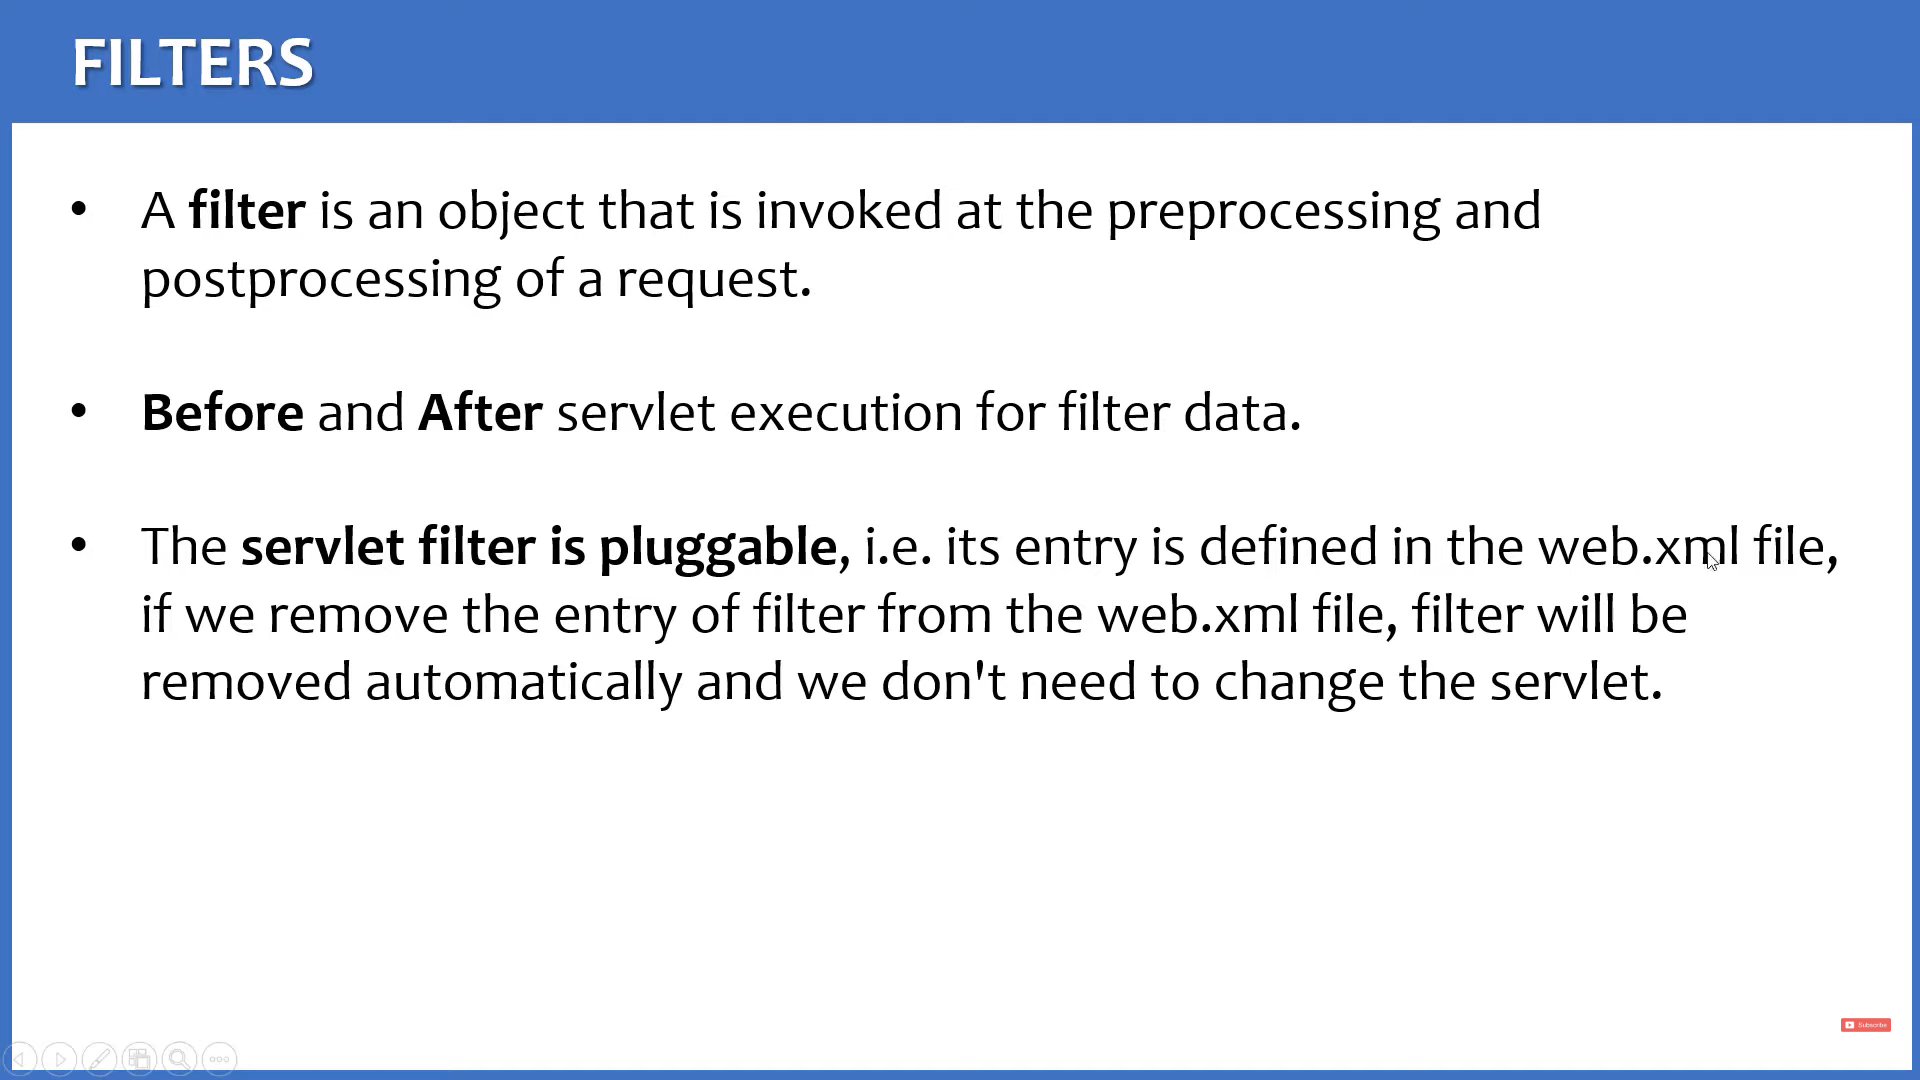 FILTERS
• A filter is an object that is invoked at the preprocessing and
postprocessing of a request.
• Before and After servlet execution for filter data.
• The servlet filter is pluggable, i.e. its entry is defined in the web.xml file,
if we remove the entry of filter from the web.xml file, filter will be
removed automatically and we don't need to change the servlet.
Subscribe